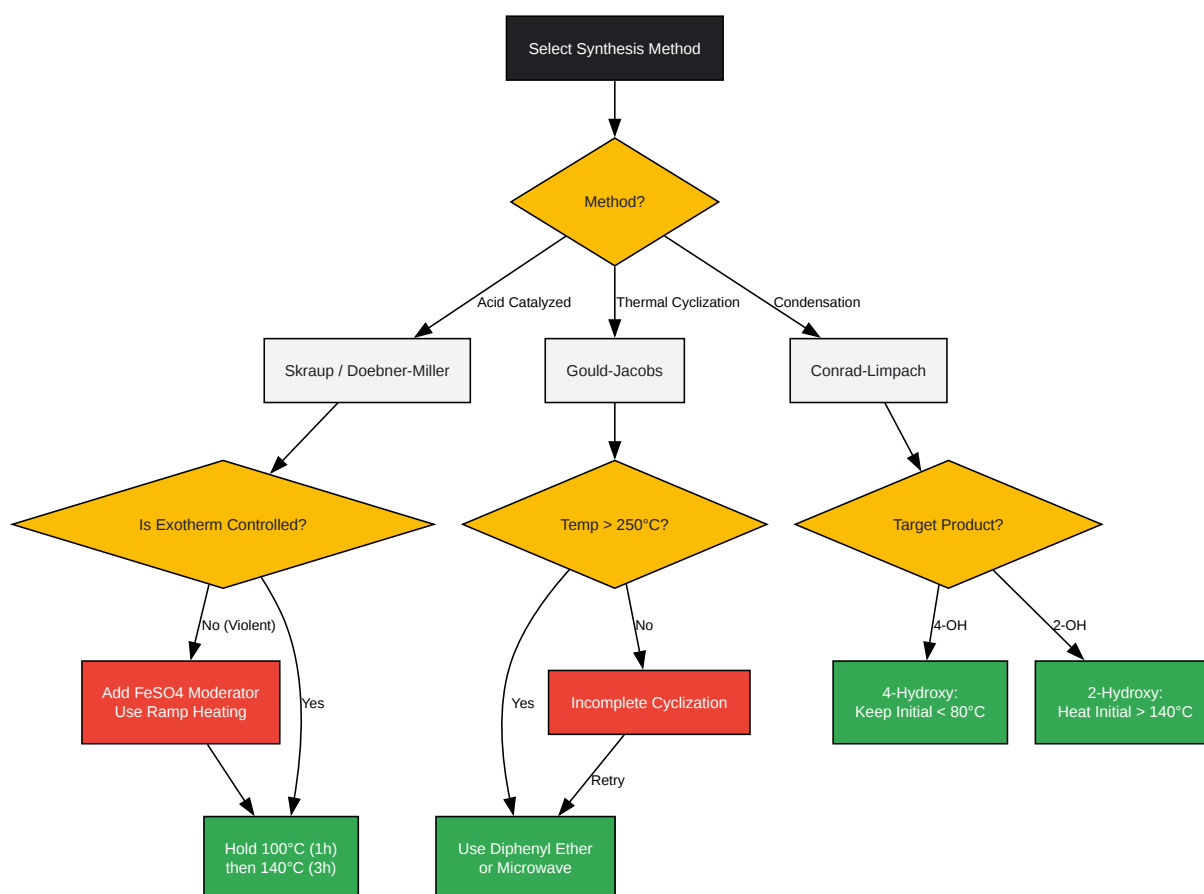 Select Synthesis Method
Method?
Acid Catalyzed
Thermal Cyclization
Condensation
Skraup / Doebner-Miller
Gould-Jacobs
Conrad-Limpach
Is Exotherm Controlled?
Temp > 250°C?
Target Product?
No (Violent)
No
4-OH
2-OH
Add FeSO4 Moderator
Use Ramp Heating
Yes
Yes
Incomplete Cyclization
4-Hydroxy:
Keep Initial < 80°C
2-Hydroxy:
Heat Initial > 140°C
Retry
Hold 100°C (1h)
then 140°C (3h)
Use Diphenyl Ether
or Microwave